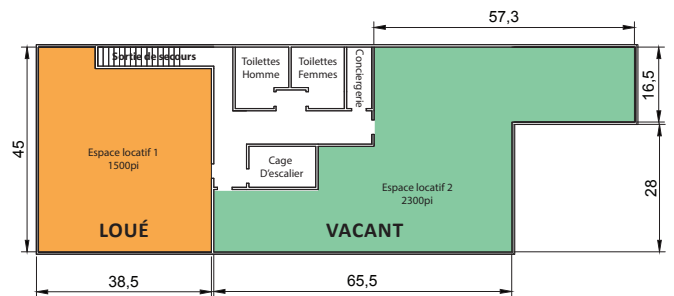 57,3
Sortie de secours
Toilettes
Homme
Toilettes
Femmes
Conciergerie
16,5
45
Espace locatif 1
1500pi
Cage
D'escalier
Espace locatif 2
2300pi
28
LOUÉ
VACANT
38,5
65,5